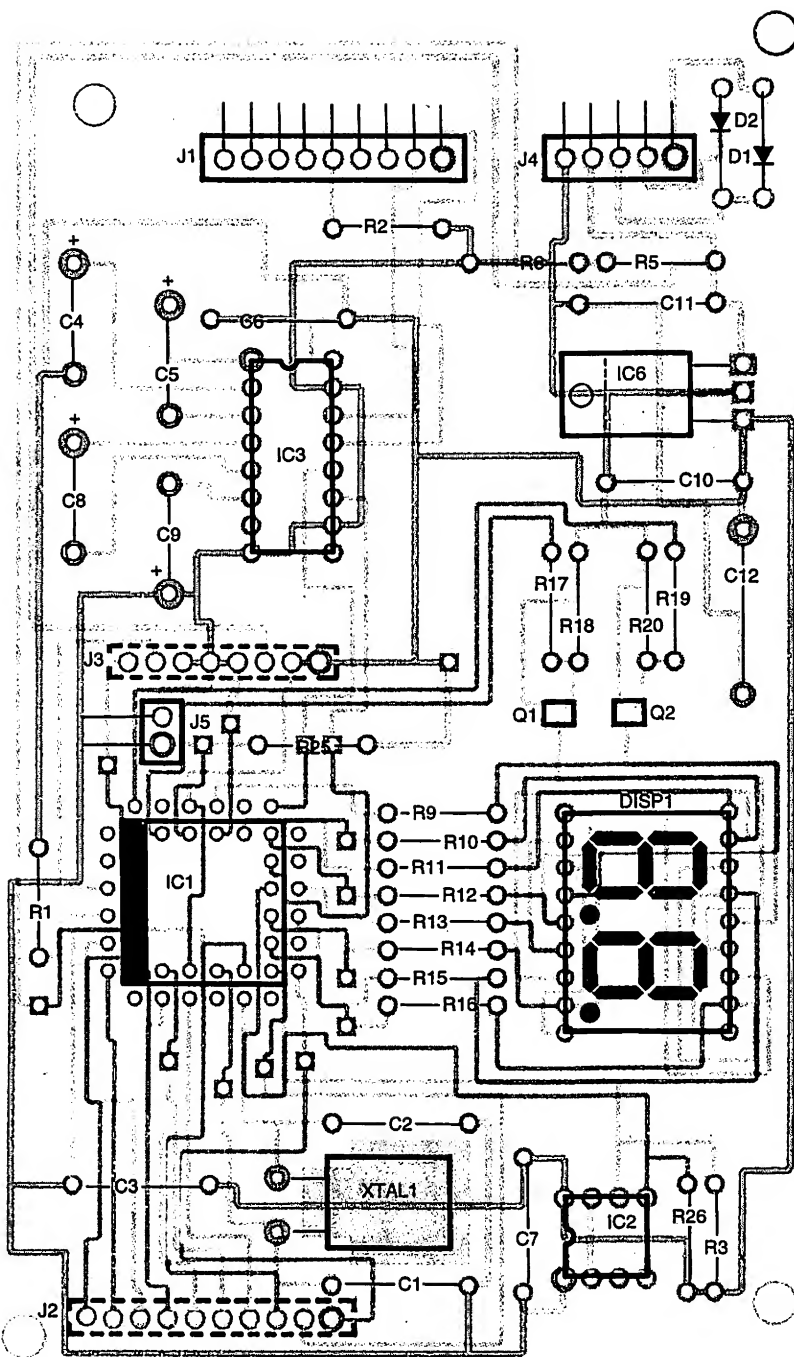 D2
J1
J4
D1
R2
+
R6
R5
+
C4
C6
C11
C5
IC6
+
IC3
C10
C8
C9
R17
R19
C12
+
R18
R20
J3
Q1
Q2
J5
R25
R9
DISP1
R10
IC1
R11
R12
R1
R13
R14
R15
R16
C2
C3
XTAL1
IC2
R26
R3
C7
C1
J2